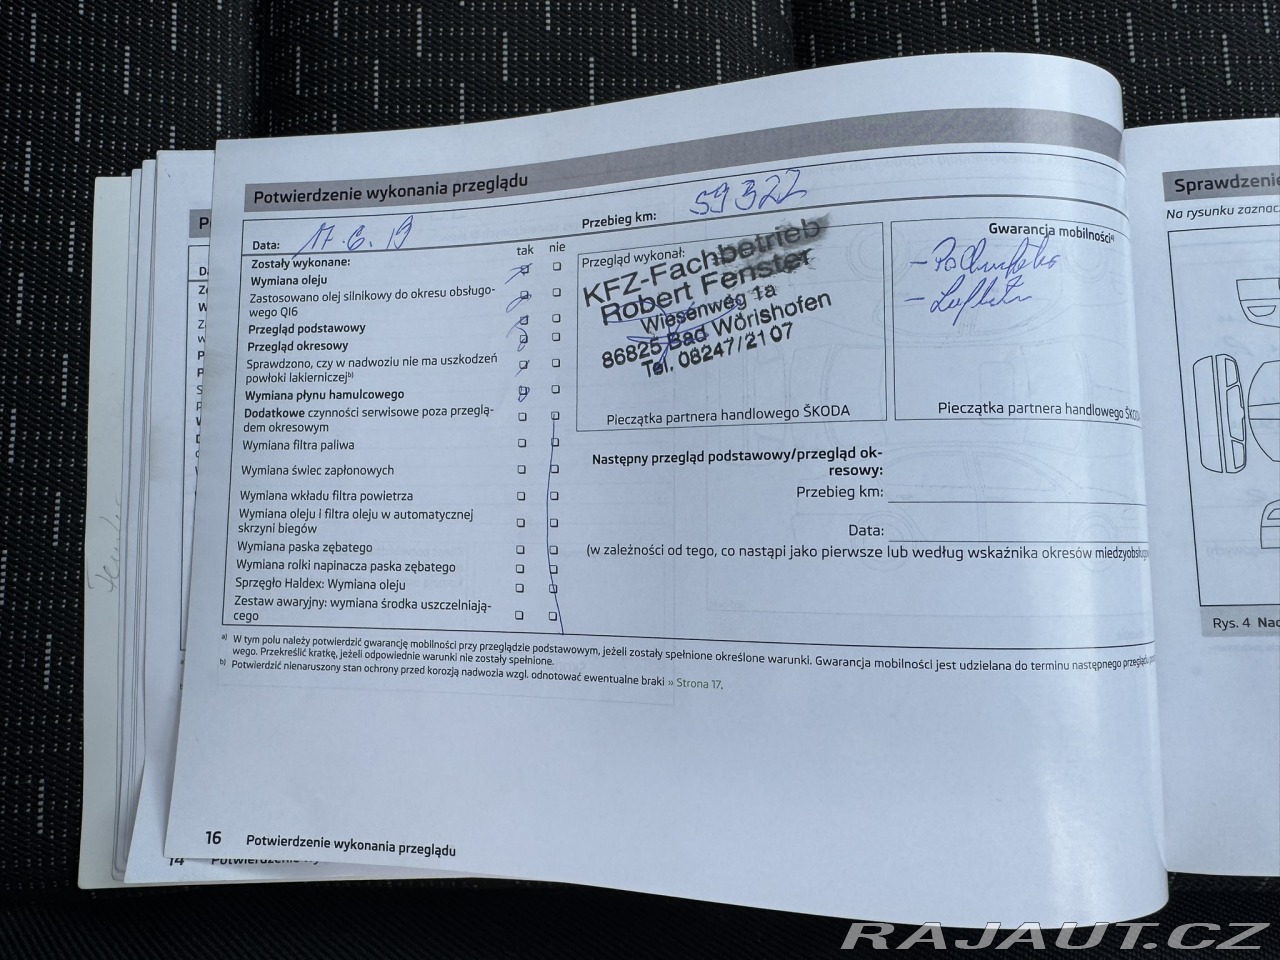 Potwierdzenie wykonania przeglądu
Data: 17.6.19
Przebieg km: 59322
Zostały wykonane:
tak nie
Wymiana oleju
Zastosowano olej silnikowy do okresu obsługo-
wego QI6
Przegląd podstawowy
Przegląd okresowy
Sprawdzono, czy w nadwoziu nie ma uszkodzeń
powłoki lakierniczej b)
Wymiana płynu hamulcowego
Dodatkowe czynności serwisowe poza przeglą-
dem okresowym
Wymiana filtra paliwa
Wymiana świec zapłonowych
Wymiana wkładu filtra powietrza
Wymiana oleju i filtra oleju w automatycznej
skrzyni biegów
Wymiana paska zębatego
Wymiana rolki napinacza paska zębatego
Sprzęgło Haldex: Wymiana oleju
Zestaw awaryjny: wymiana środka uszczelniają-
cego
Przegląd wykonał:
KFZ-Fachbetrieb
Robert Fenster
Wiesenweg 1a
86825 Bad Wörishofen
Tel. 08247/2107
Pieczątka partnera handlowego ŠKODA
Gwarancja mobilności a)
Pieczątka partnera handlowego ŠKODA
Następny przegląd podstawowy/przegląd ok-
resowy:
Przebieg km:
Data:
(w zależności od tego, co nastąpi jako pierwsze lub według wskaźnika okresów
a) W tym polu należy potwierdzić gwarancję mobilności przy przeglądzie podstawowym, jeżeli zostały spełnione określone warunki. Gwarancja mobilności jest udzielana do terminu następnego
wego. Przekreślić kratkę, jeżeli odpowiednie warunki nie zostały spełnione.
b) Potwierdzić nienaruszony stan ochrony przed korozją nadwozia wzgl. odnotować ewentualne braki » Strona 17.
16 Potwierdzenie wykonania przeglądu
14
Sprawdzenie
Na rysunku
Rys. 4
RAJAUT.CZ